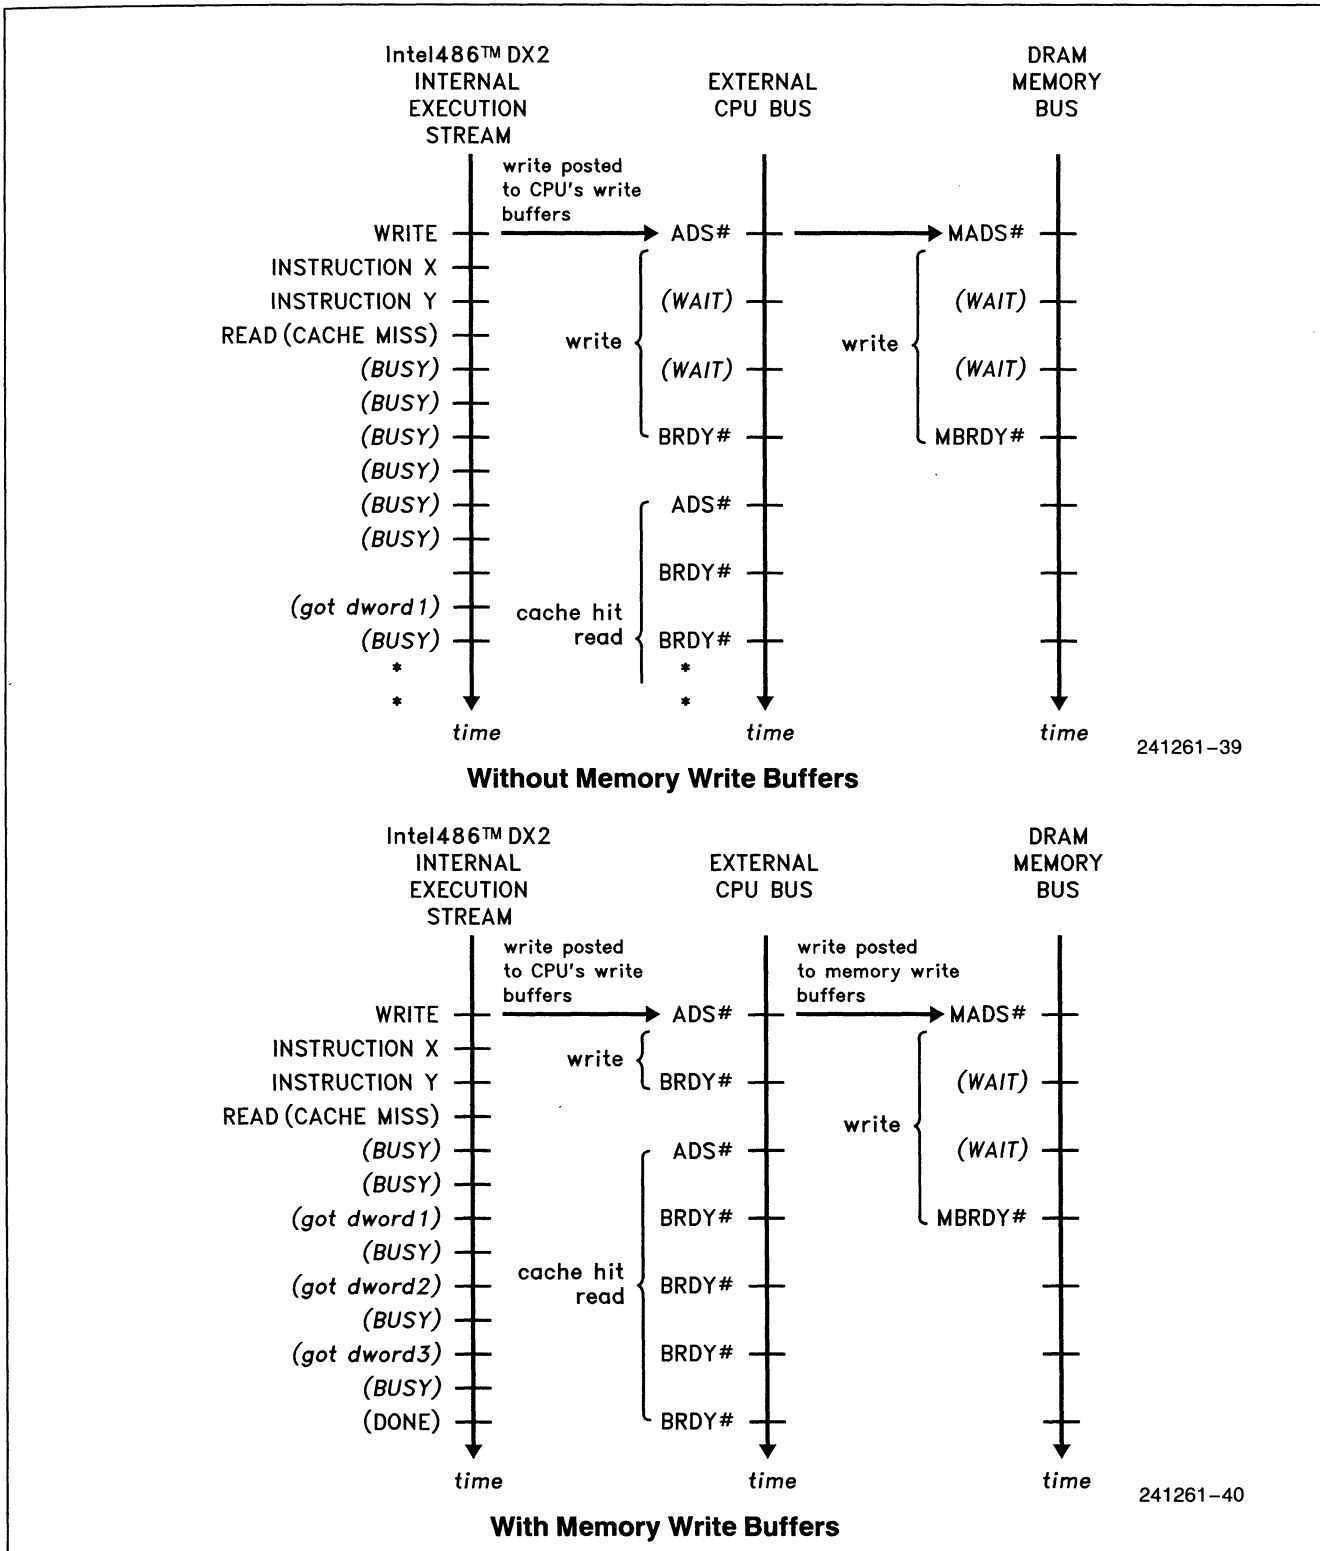 Intel486™ DX2
INTERNAL
EXECUTION
STREAM
EXTERNAL
CPU BUS
DRAM
MEMORY
BUS
write posted
to CPU's write
buffers
WRITE
ADS#
MADS#
INSTRUCTION X
INSTRUCTION Y
(WAIT)
(WAIT)
READ (CACHE MISS)
write
write
(BUSY)
(WAIT)
(WAIT)
(BUSY)
(BUSY)
BRDY#
MBRDY#
(BUSY)
(BUSY)
ADS#
(BUSY)
BRDY#
(got dword1)
cache hit
read
(BUSY)
BRDY#
* *
* *
time
time
time
241261-39
Without Memory Write Buffers
Intel486™ DX2
INTERNAL
EXECUTION
STREAM
EXTERNAL
CPU BUS
DRAM
MEMORY
BUS
write posted
to CPU's write
buffers
write posted
to memory write
buffers
WRITE
ADS#
MADS#
INSTRUCTION X
write
INSTRUCTION Y
BRDY#
(WAIT)
READ (CACHE MISS)
write
(BUSY)
ADS#
(WAIT)
(BUSY)
(got dword1)
BRDY#
MBRDY#
(BUSY)
cache hit
read
(got dword2)
BRDY#
(BUSY)
(got dword3)
BRDY#
(BUSY)
(DONE)
BRDY#
time
time
time
241261-40
With Memory Write Buffers